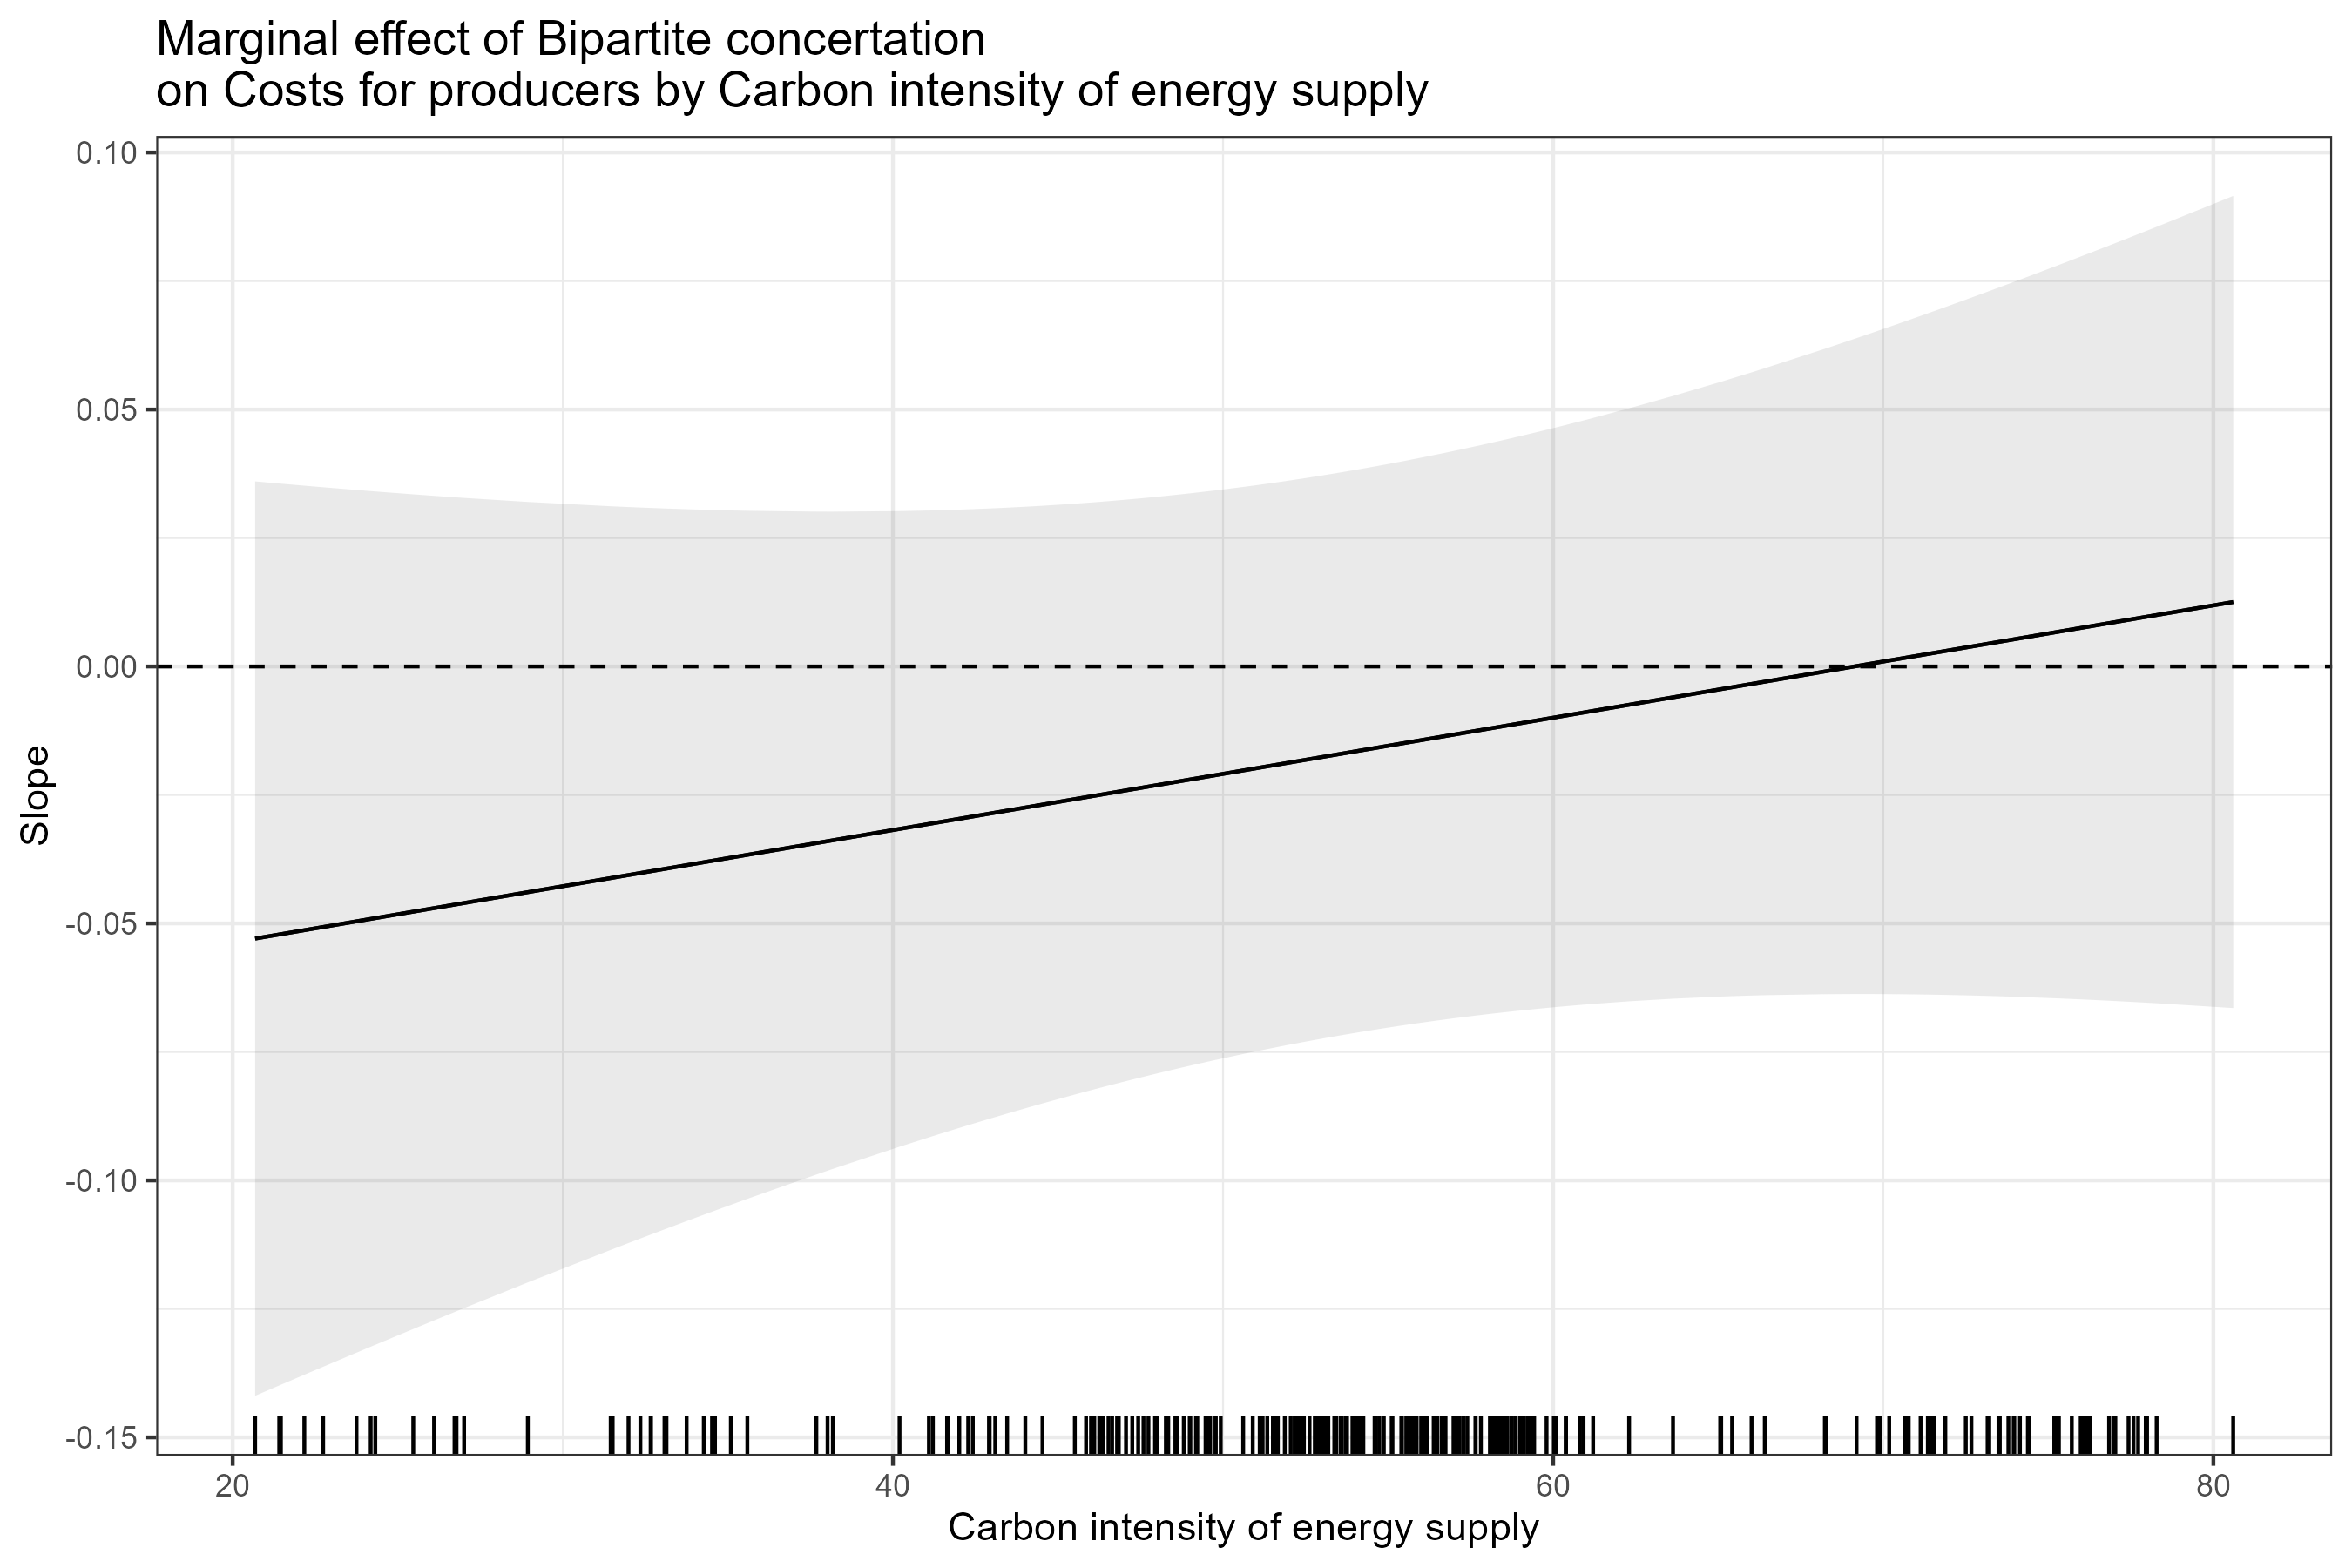 Marginal effect of Bipartite concertation
on Costs for producers by Carbon intensity of energy supply
0.10
0.05
0.00
-0.05
-0.10
-0.15
Slope
20 40 60 80
Carbon intensity of energy supply